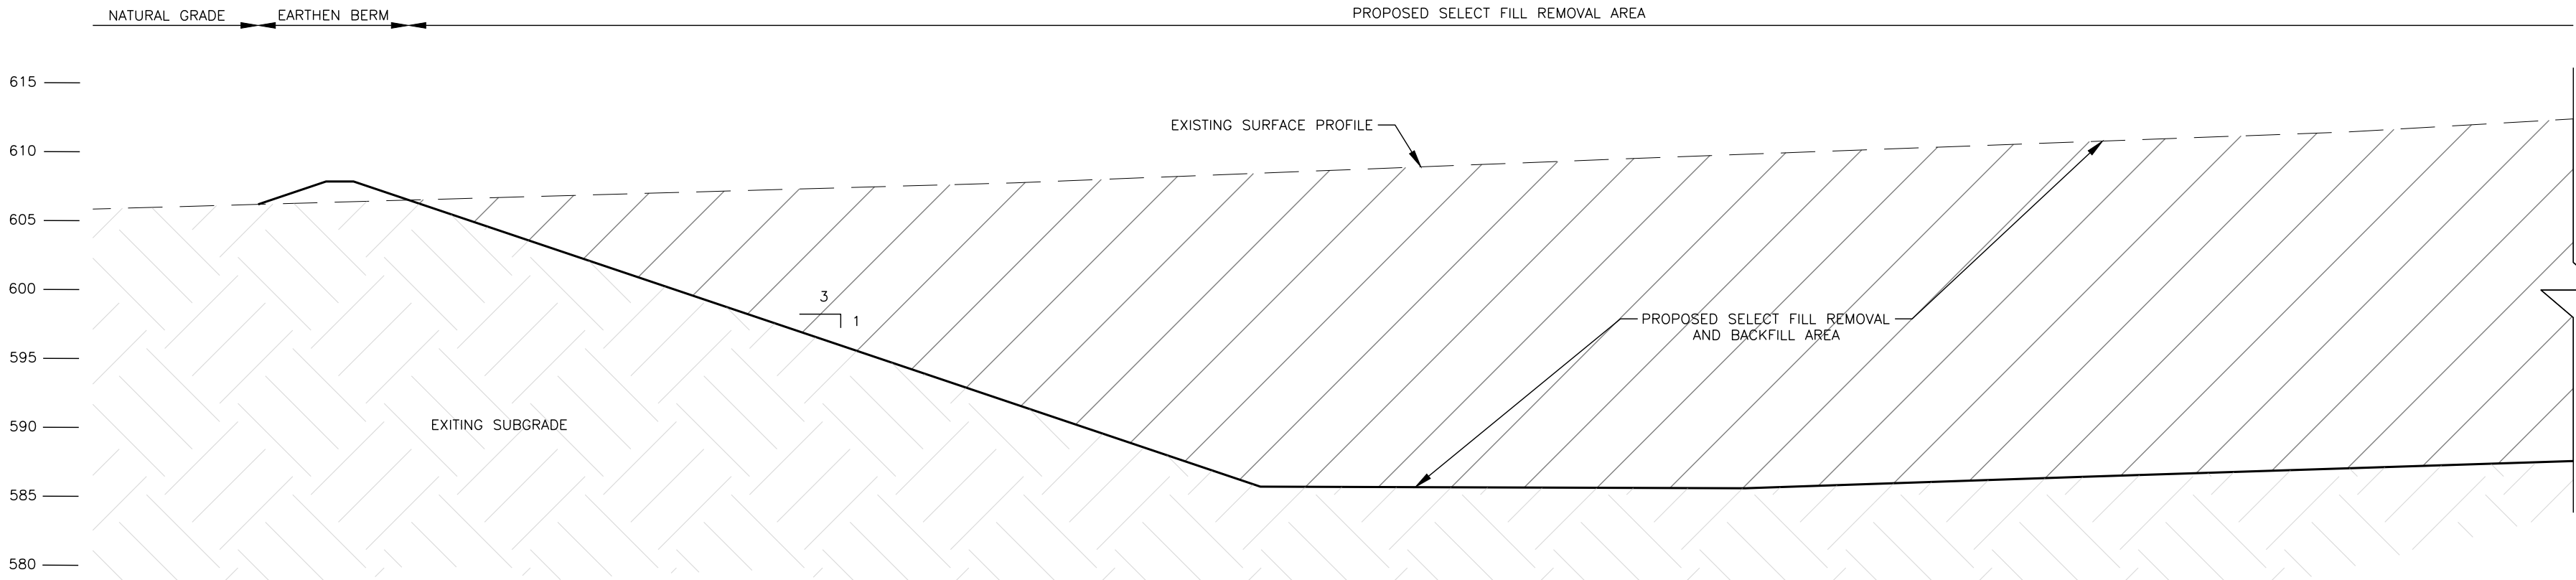 NATURAL GRADE
EARTHEN BERM
PROPOSED SELECT FILL REMOVAL AREA
615
EXISTING SURFACE PROFILE
610
605
600
3
1
PROPOSED SELECT FILL REMOVAL
AND BACKFILL AREA
595
EXITING SUBGRADE
590
585
580